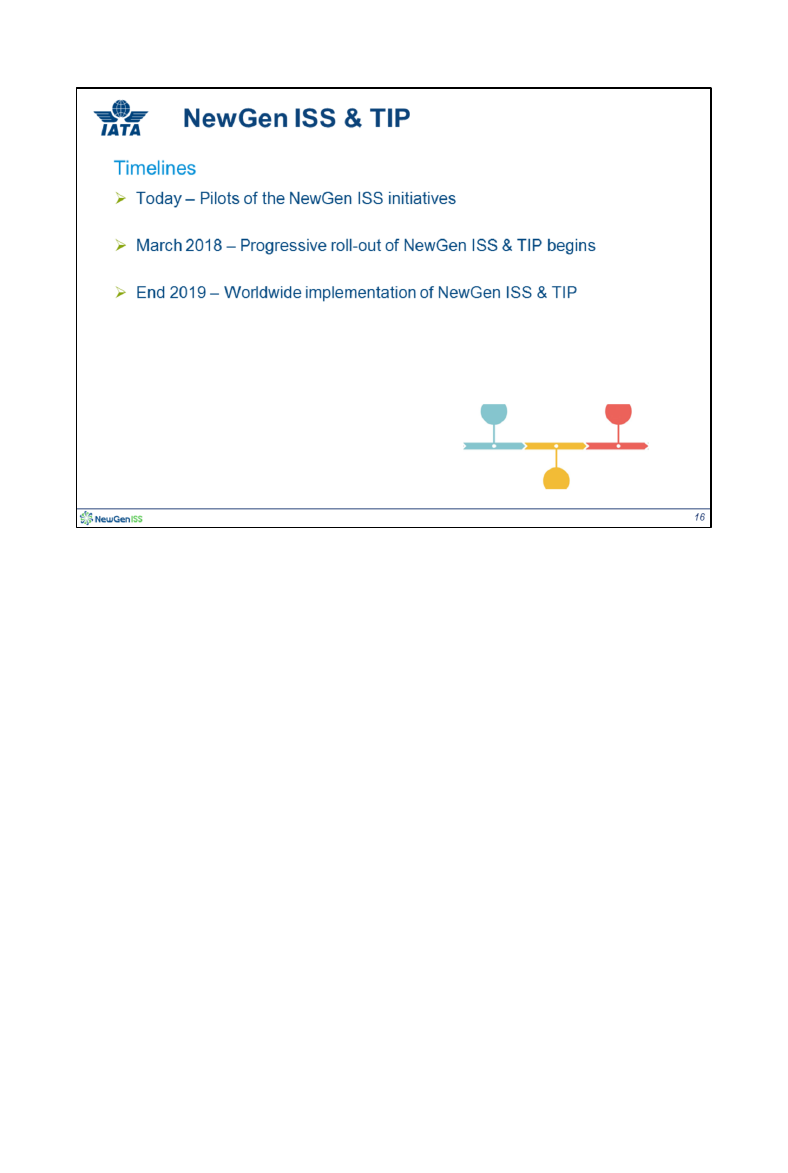 IATA
NewGen ISS & TIP
Timelines
➢ Today – Pilots of the NewGen ISS initiatives
➢ March 2018 – Progressive roll-out of NewGen ISS & TIP begins
➢ End 2019 – Worldwide implementation of NewGen ISS & TIP
NewGenISS
16